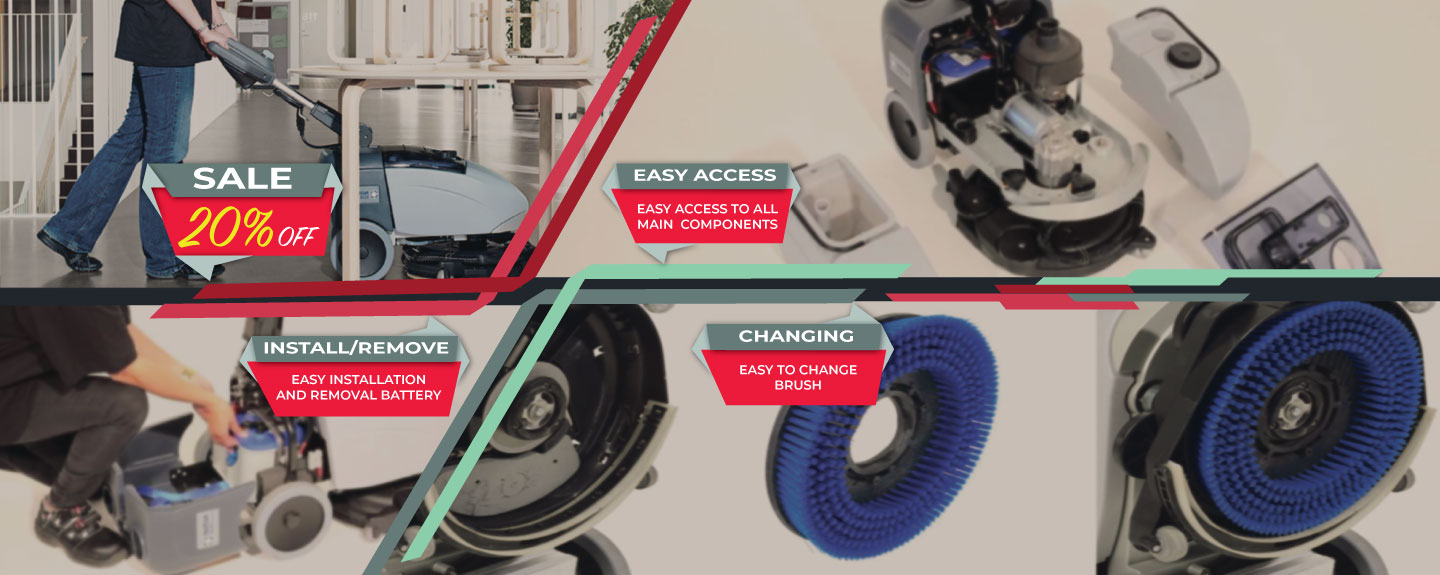 SALE
20% OFF
EASY ACCESS
EASY ACCESS TO ALL
MAIN COMPONENTS
INSTALL/REMOVE
EASY INSTALLATION
AND REMOVAL BATTERY
CHANGING
EASY TO CHANGE
BRUSH